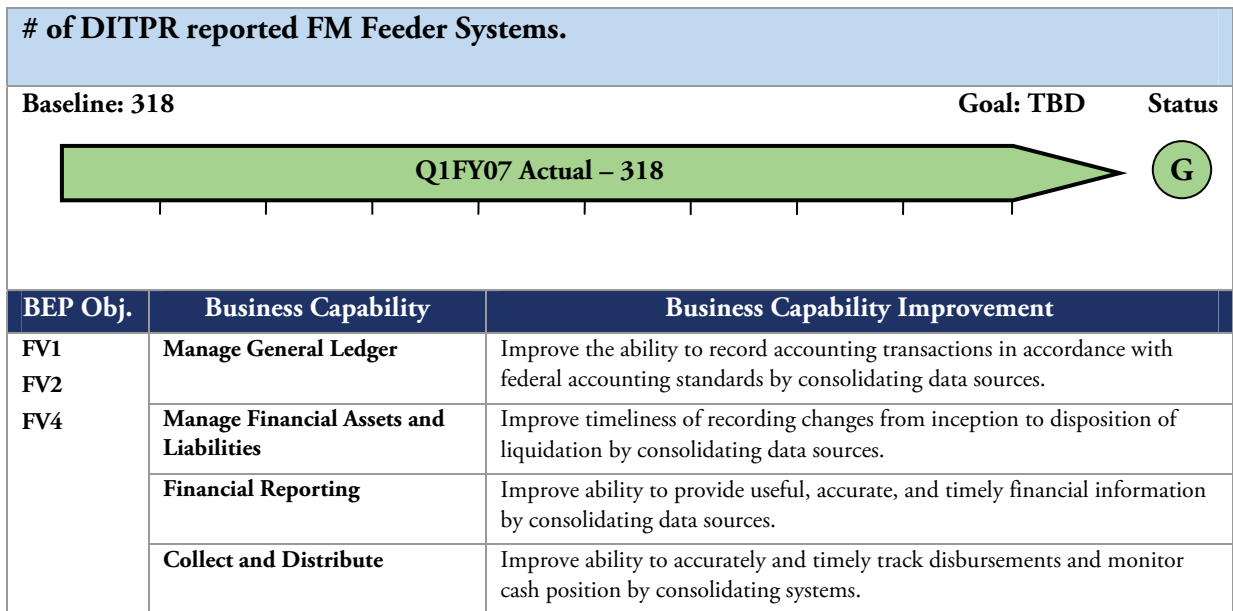 # of DITPR reported FM Feeder Systems.
Baseline: 318 Goal: TBD Status
Q1FY07 Actual – 318 G
BEP Obj. Business Capability Business Capability Improvement
FV1
FV2
FV4
Manage General Ledger
Improve the ability to record accounting transactions in accordance with
federal accounting standards by consolidating data sources.
Manage Financial Assets and
Liabilities
Improve timeliness of recording changes from inception to disposition of
liquidation by consolidating data sources.
Financial Reporting
Improve ability to provide useful, accurate, and timely financial information
by consolidating data sources.
Collect and Distribute
Improve ability to accurately and timely track disbursements and monitor
cash position by consolidating systems.